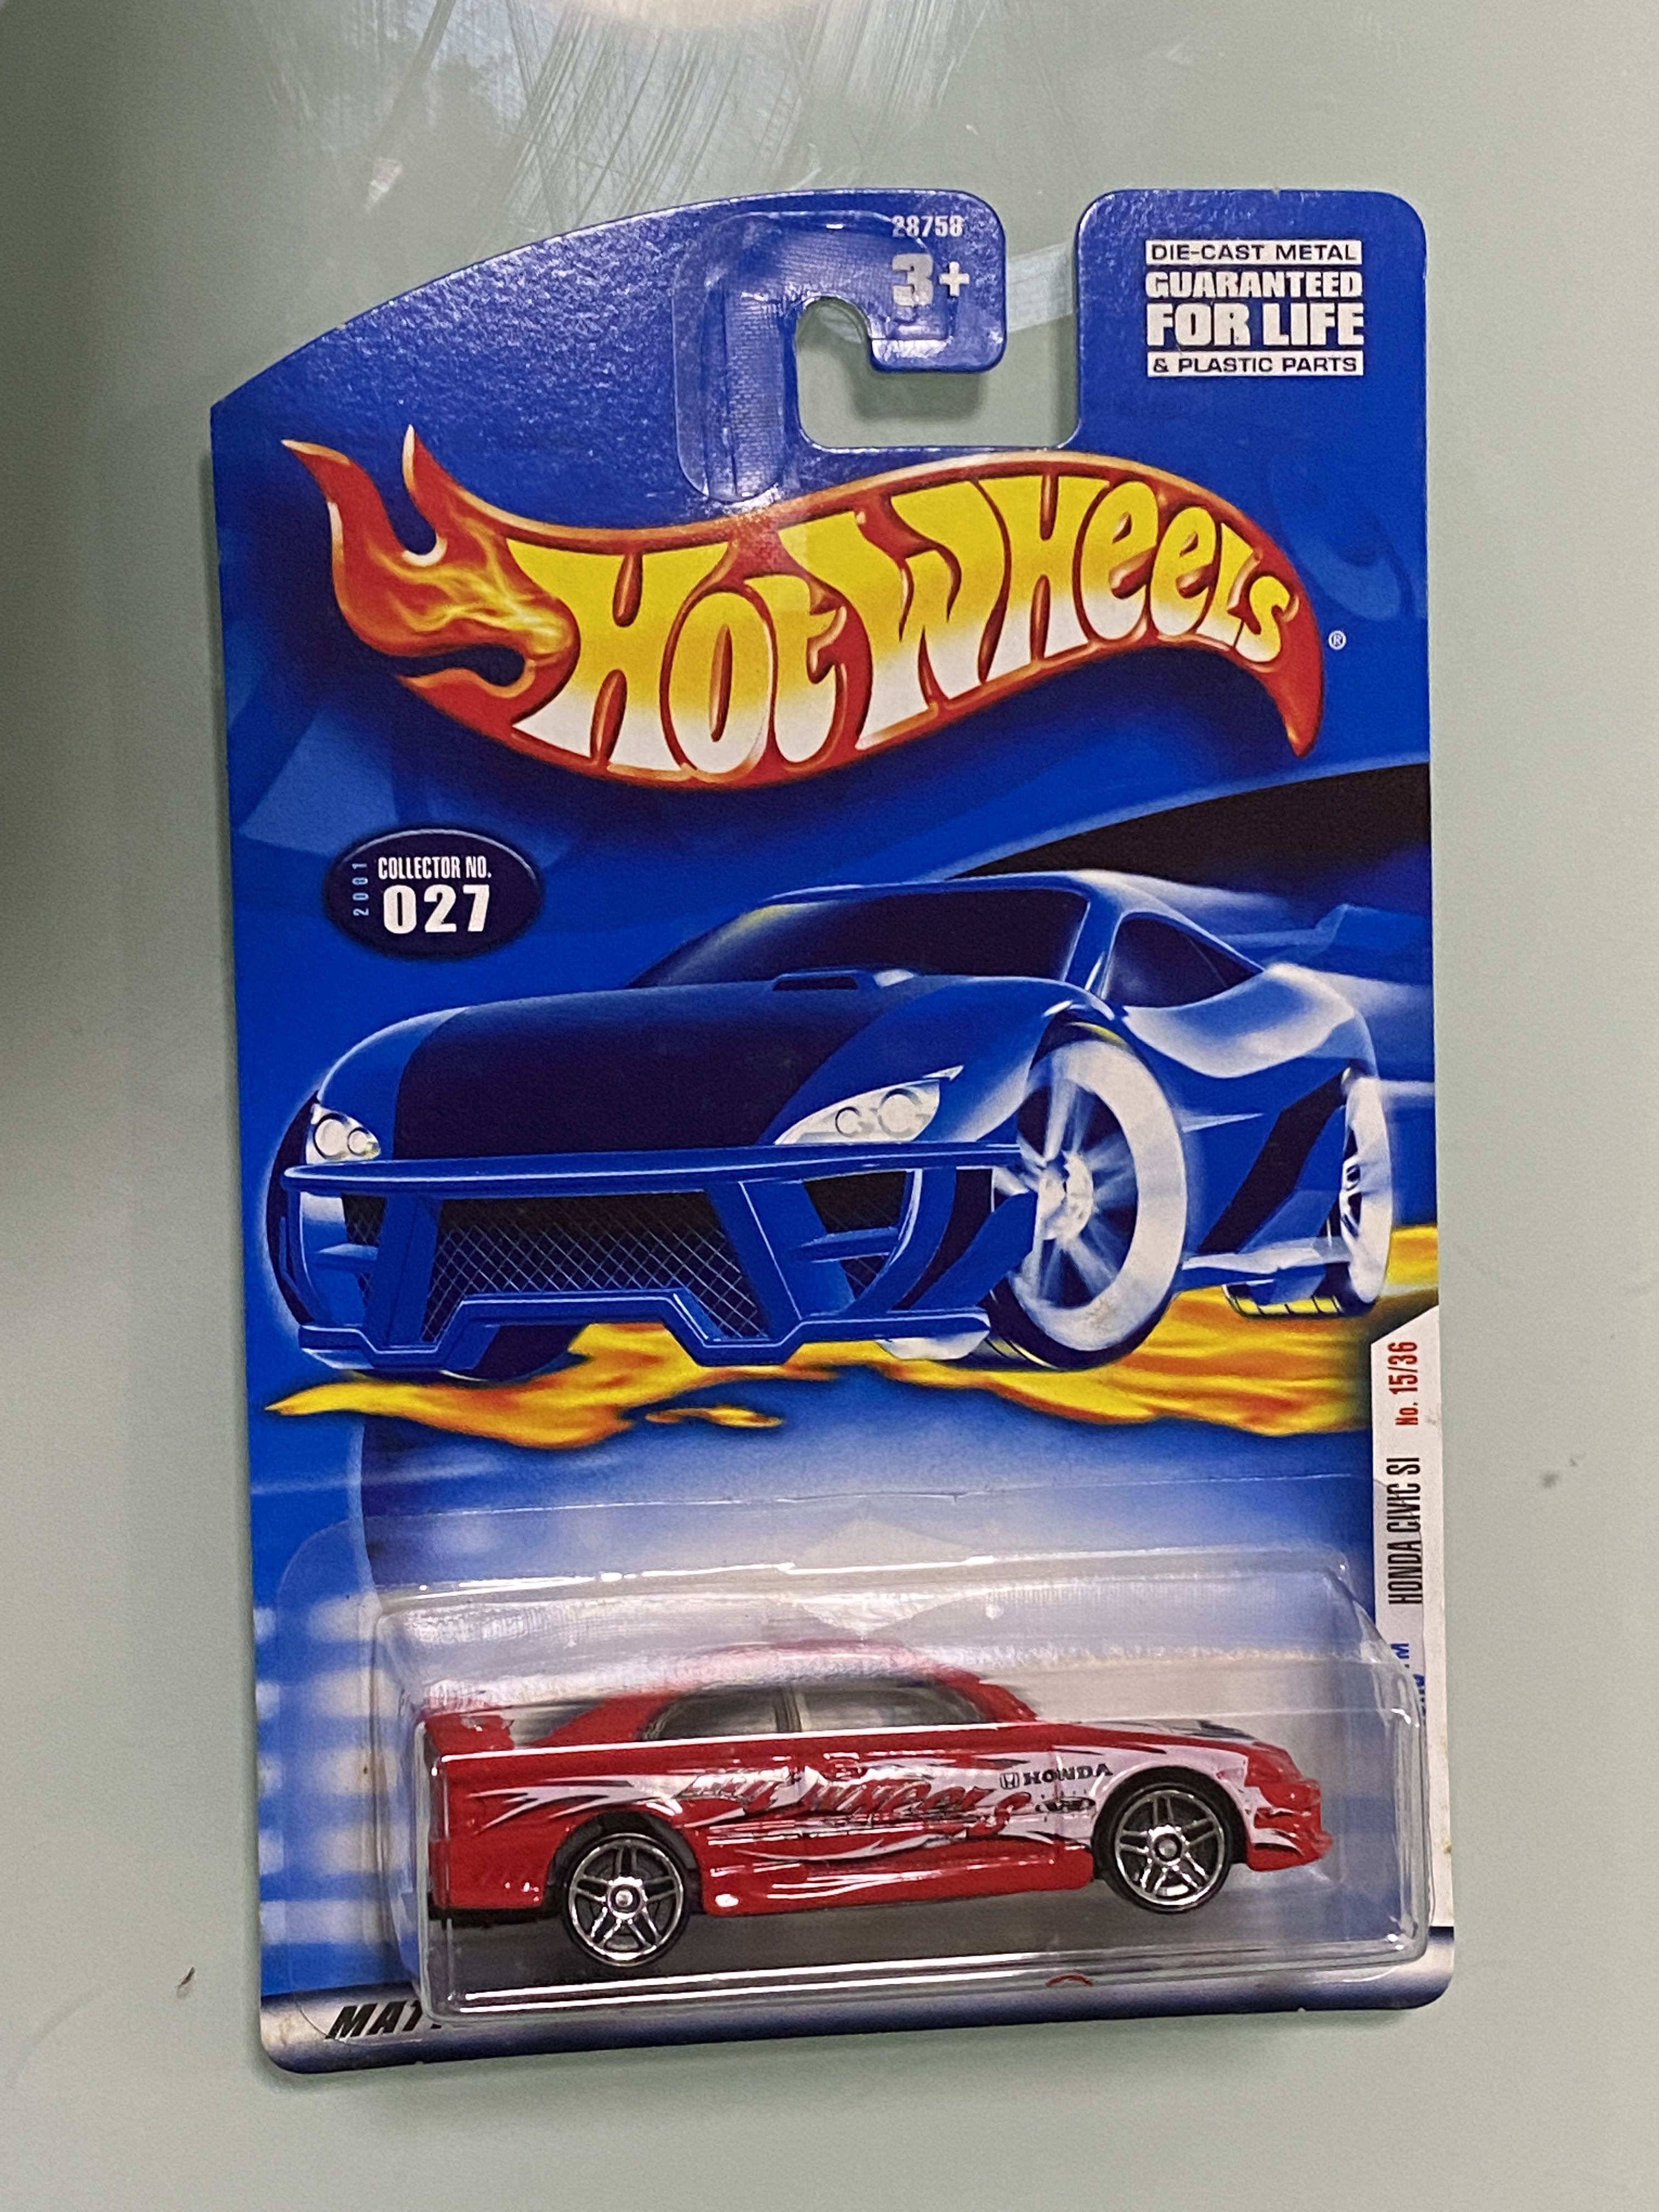 28758
3+
DIE-CAST METAL
GUARANTEED
FOR LIFE
& PLASTIC PARTS
HOT WHEELS
®
2001
COLLECTOR NO.
027
No. 15/36
HONDA CIVIC SI
HONDA
MAT